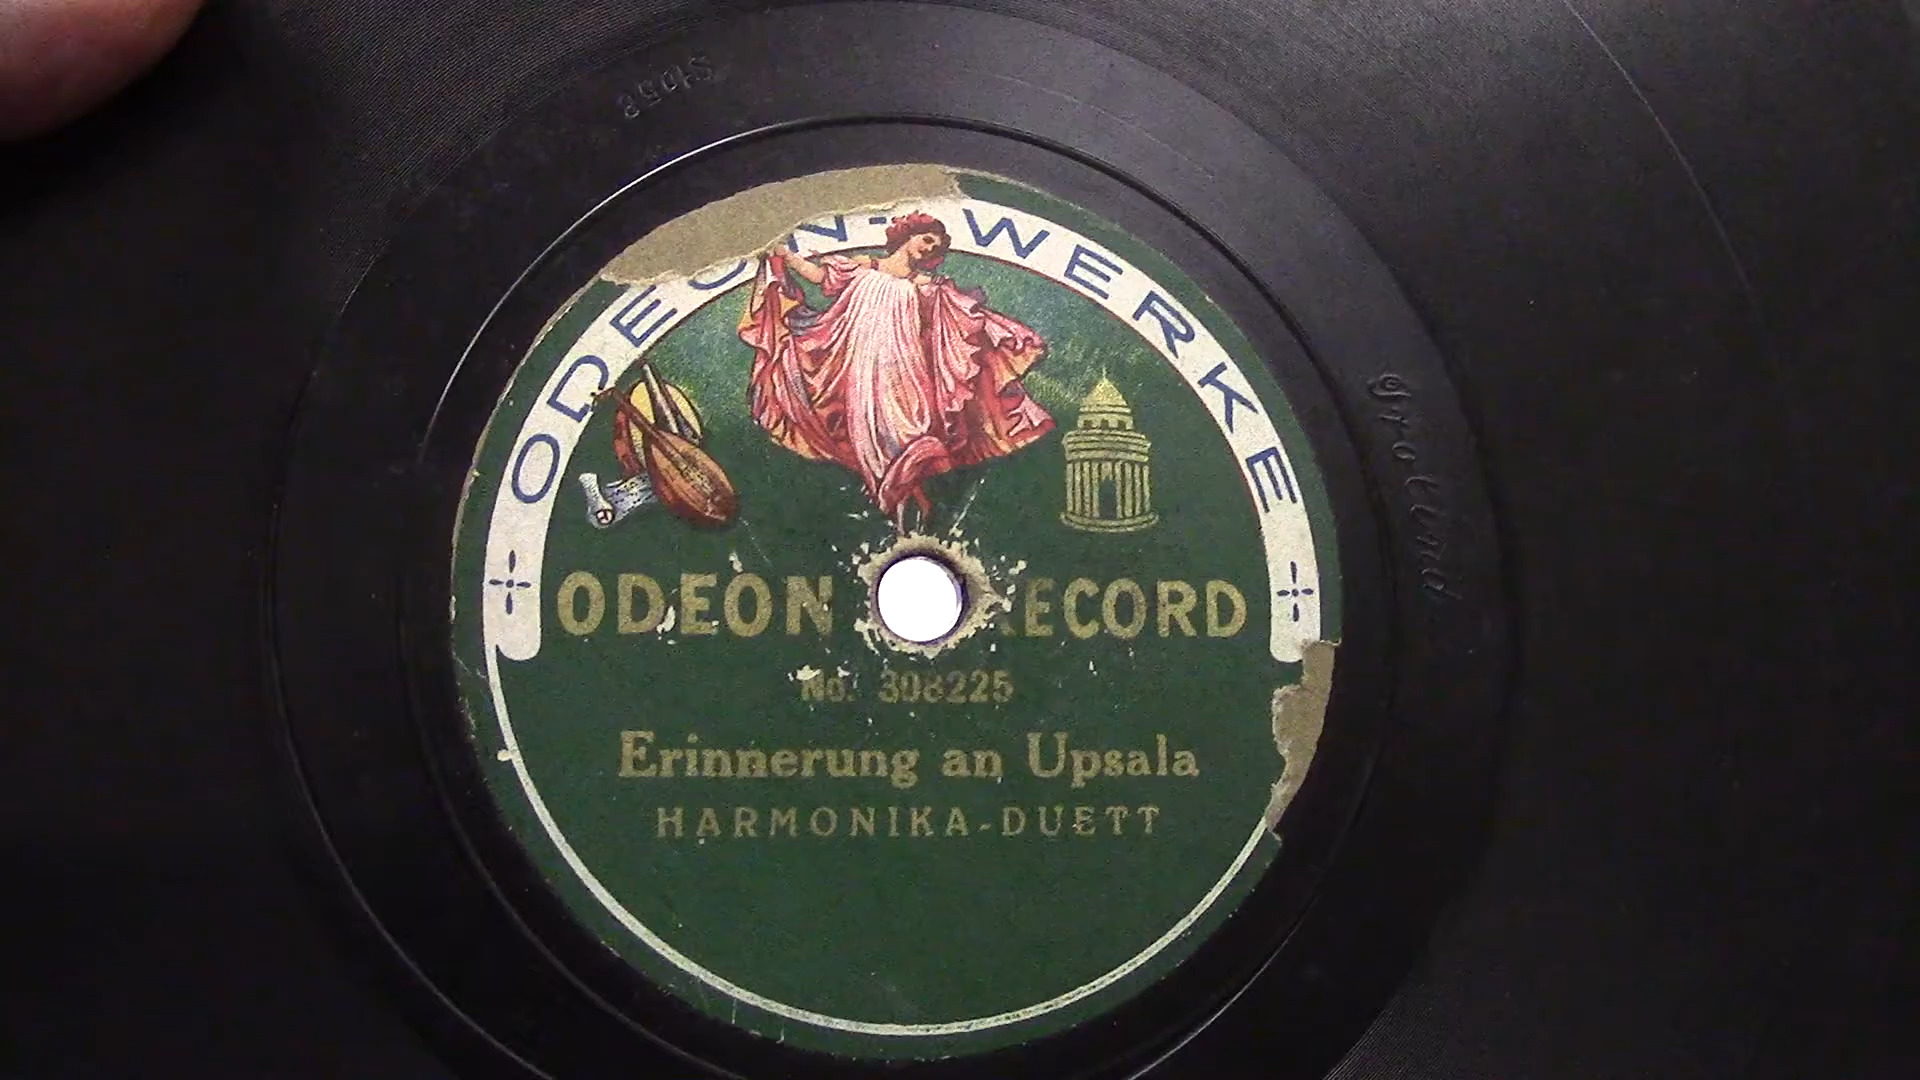 ODEON-WERKE
ODEON RECORD
No. 308225
Erinnerung an Upsala
HARMONIKA-DUETT